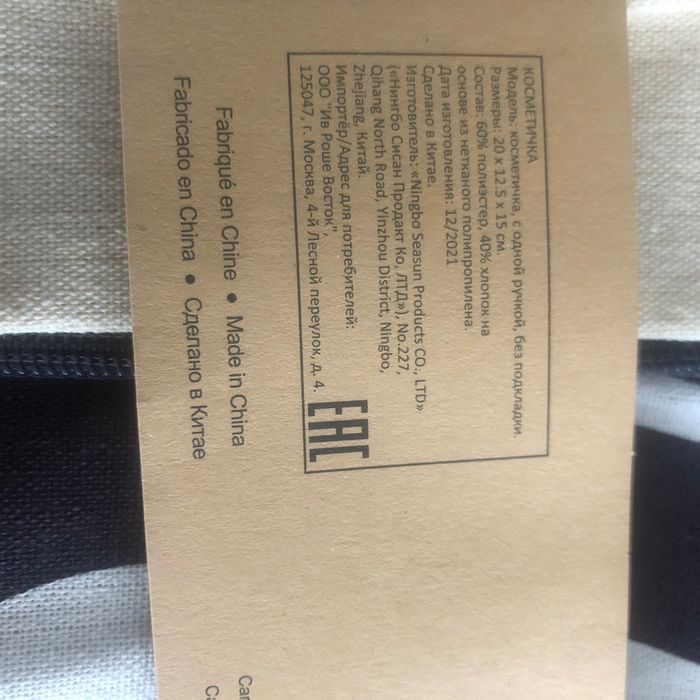 КОСМЕТИЧКА
Модель: косметичка, с одной ручкой, без подкладки.
Размеры: 20 x 12.5 x 15 см.
Состав: 60% полиэстер, 40% хлопок на
основе из нетканого полипропилена.
Дата изготовления: 12/2021
Сделано в Китае.
Изготовитель: «Ningbo Seasun Products CO., LTD»
(«Нингбо Сисан Продакт Ко, ЛТД»), No.227,
Qihang North Road, Yinzhou District, Ningbo,
Zhejiang, Китай.
Импортёр/Адрес для потребителей:
ООО "Ив Роше Восток",
125047, г. Москва, 4-й Лесной переулок, д. 4.
EAC
Fabriqué en Chine • Made in China
Fabricado en China • Сделано в Китае